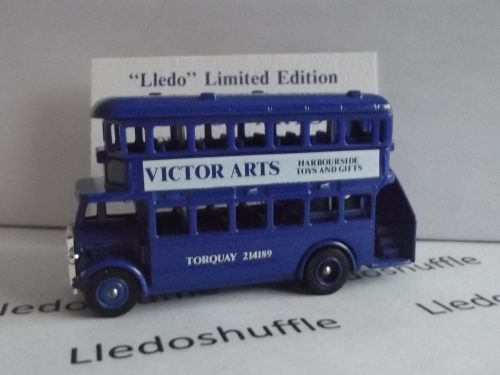 "Lledo" Limited Edition
VICTOR ARTS
HARBOURSIDE
TOYS AND GIFTS
TORQUAY 214189
Lledoshuffle
Lledoshuffle